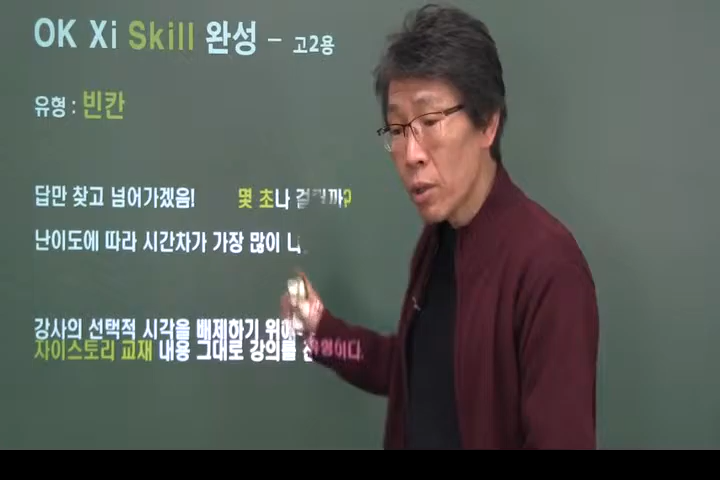 OK Xi Skill 완성 – 고2용
유형 : 빈칸
답만 찾고 넘어가겠음! 몇 초나 걸릴까?
난이도에 따라 시간차가 가장 많이
강사의 선택적 시각을 배제하기
자이스토리 교재 내용 그대로 강의를